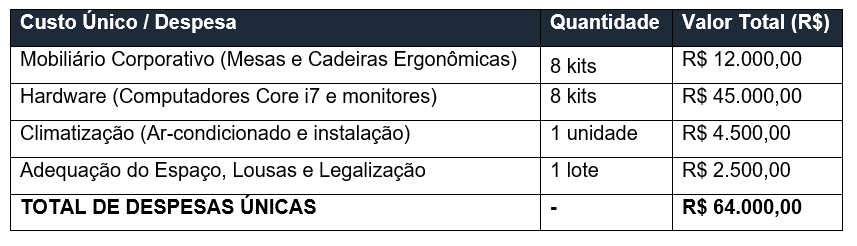 Custo Único / Despesa Quantidade Valor Total (R$)
Mobiliário Corporativo (Mesas e Cadeiras Ergonômicas) 8 kits R$ 12.000,00
Hardware (Computadores Core i7 e monitores) 8 kits R$ 45.000,00
Climatização (Ar-condicionado e instalação) 1 unidade R$ 4.500,00
Adequação do Espaço, Lousas e Legalização 1 lote R$ 2.500,00
TOTAL DE DESPESAS ÚNICAS - R$ 64.000,00